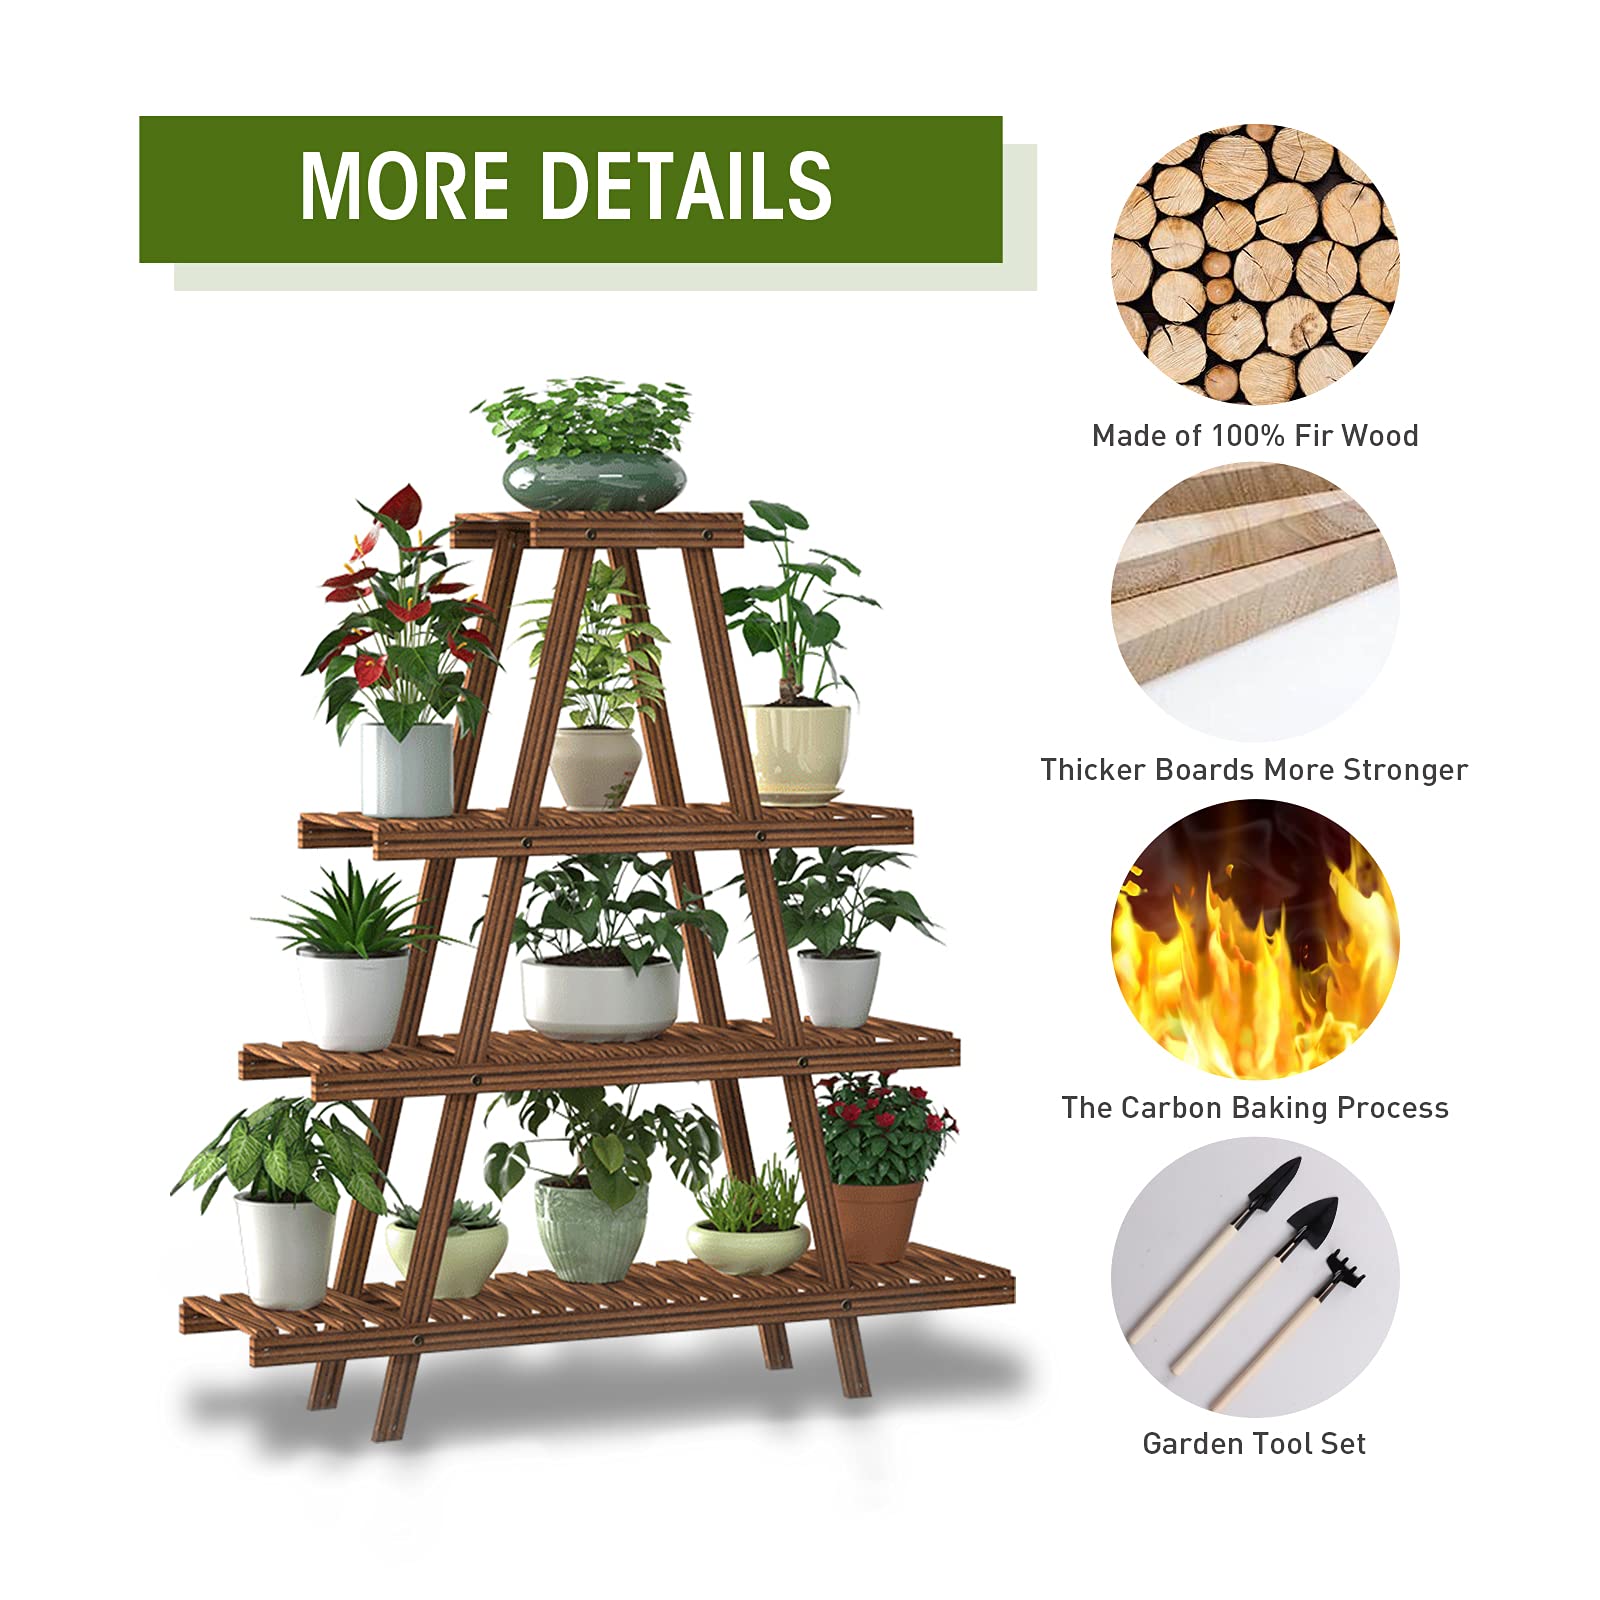 MORE DETAILS
Made of 100% Fir Wood
Thicker Boards More Stronger
The Carbon Baking Process
Garden Tool Set